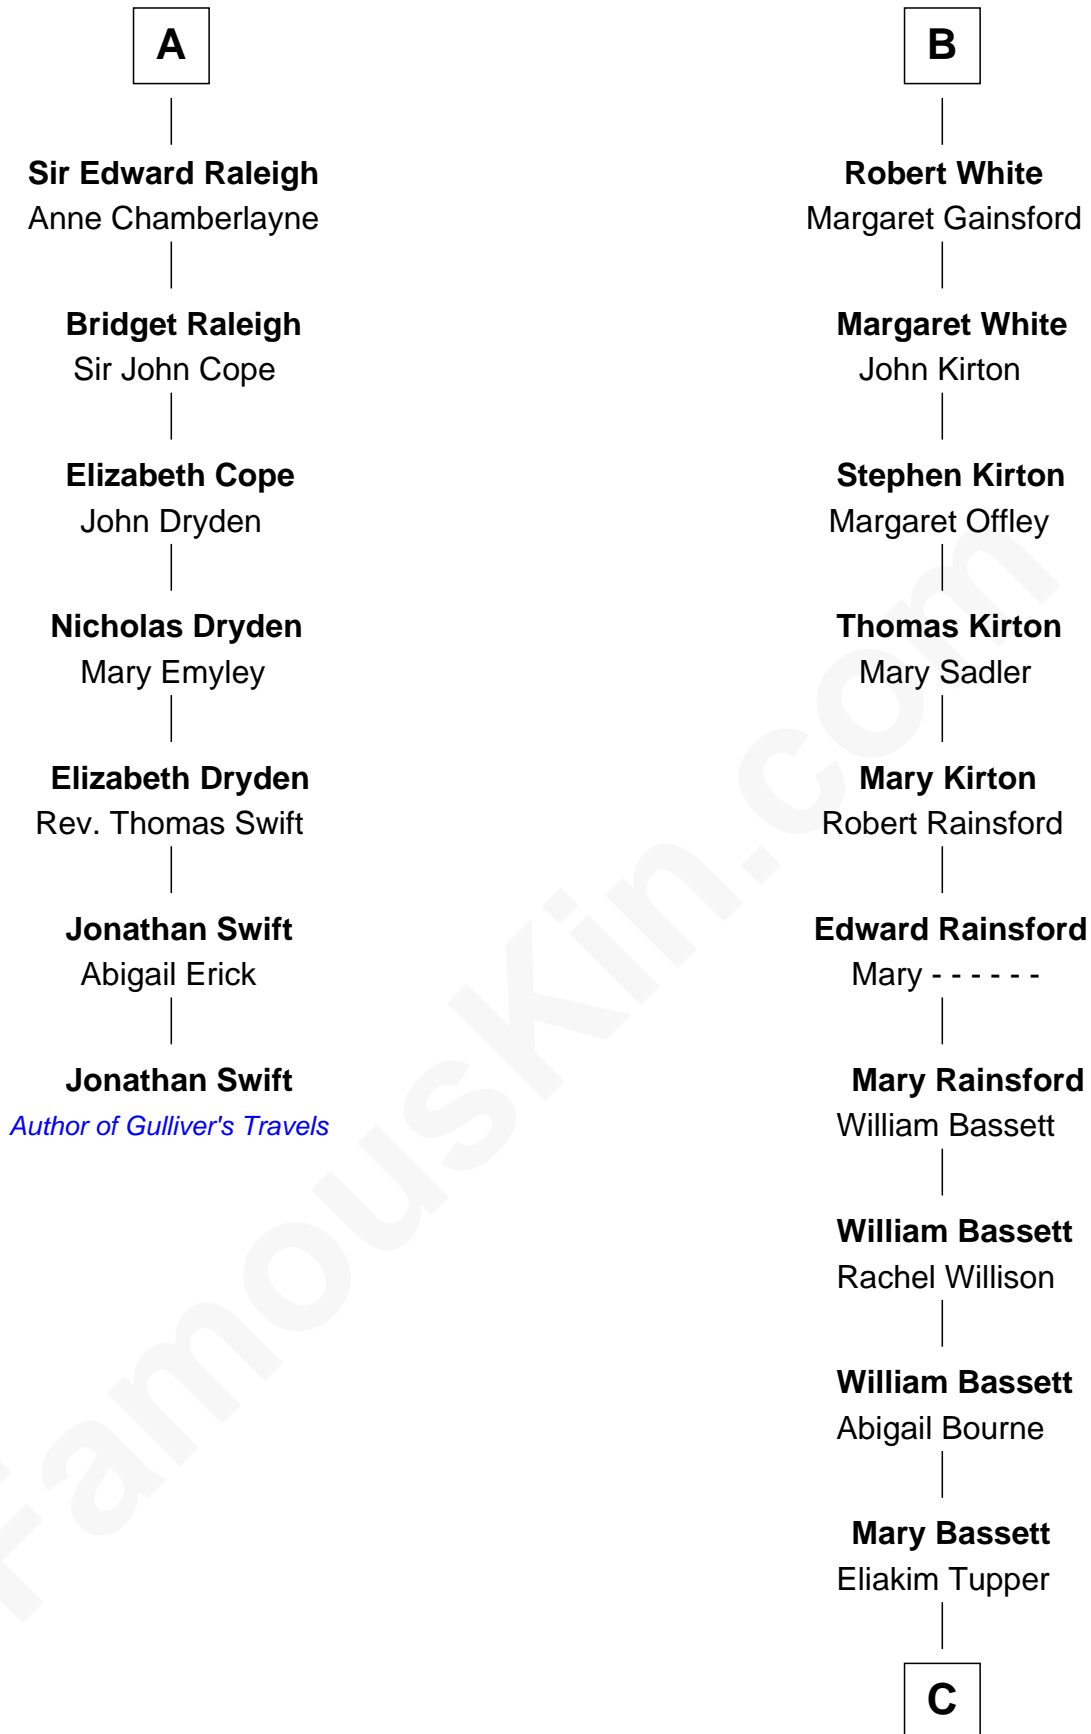 A
Sir Edward Raleigh
Anne Chamberlayne
Bridget Raleigh
Sir John Cope
Elizabeth Cope
John Dryden
Nicholas Dryden
Mary Emyley
Elizabeth Dryden
Rev. Thomas Swift
Jonathan Swift
Abigail Erick
Jonathan Swift
Author of Gulliver's Travels
B
Robert White
Margaret Gainsford
Margaret White
John Kirton
Stephen Kirton
Margaret Offley
Thomas Kirton
Mary Sadler
Mary Kirton
Robert Rainsford
Edward Rainsford
Mary - - - - - -
Mary Rainsford
William Bassett
William Bassett
Rachel Willison
William Bassett
Abigail Bourne
Mary Bassett
Eliakim Tupper
C
FamousKin.com